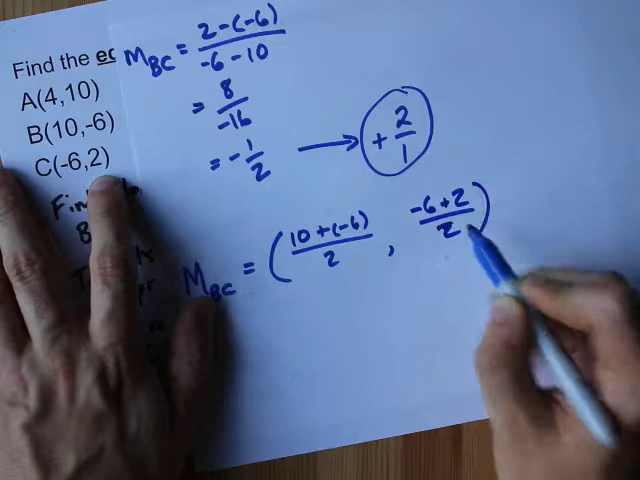 Find the ec
A(4,10)
B(10,-6)
C(-6,2)
M_BC = 2-(-6) / -6-10
= 8 / -16
= -1/2 → +2/1
M_BC = (10+(-6) / 2 , -6+2 / 2)